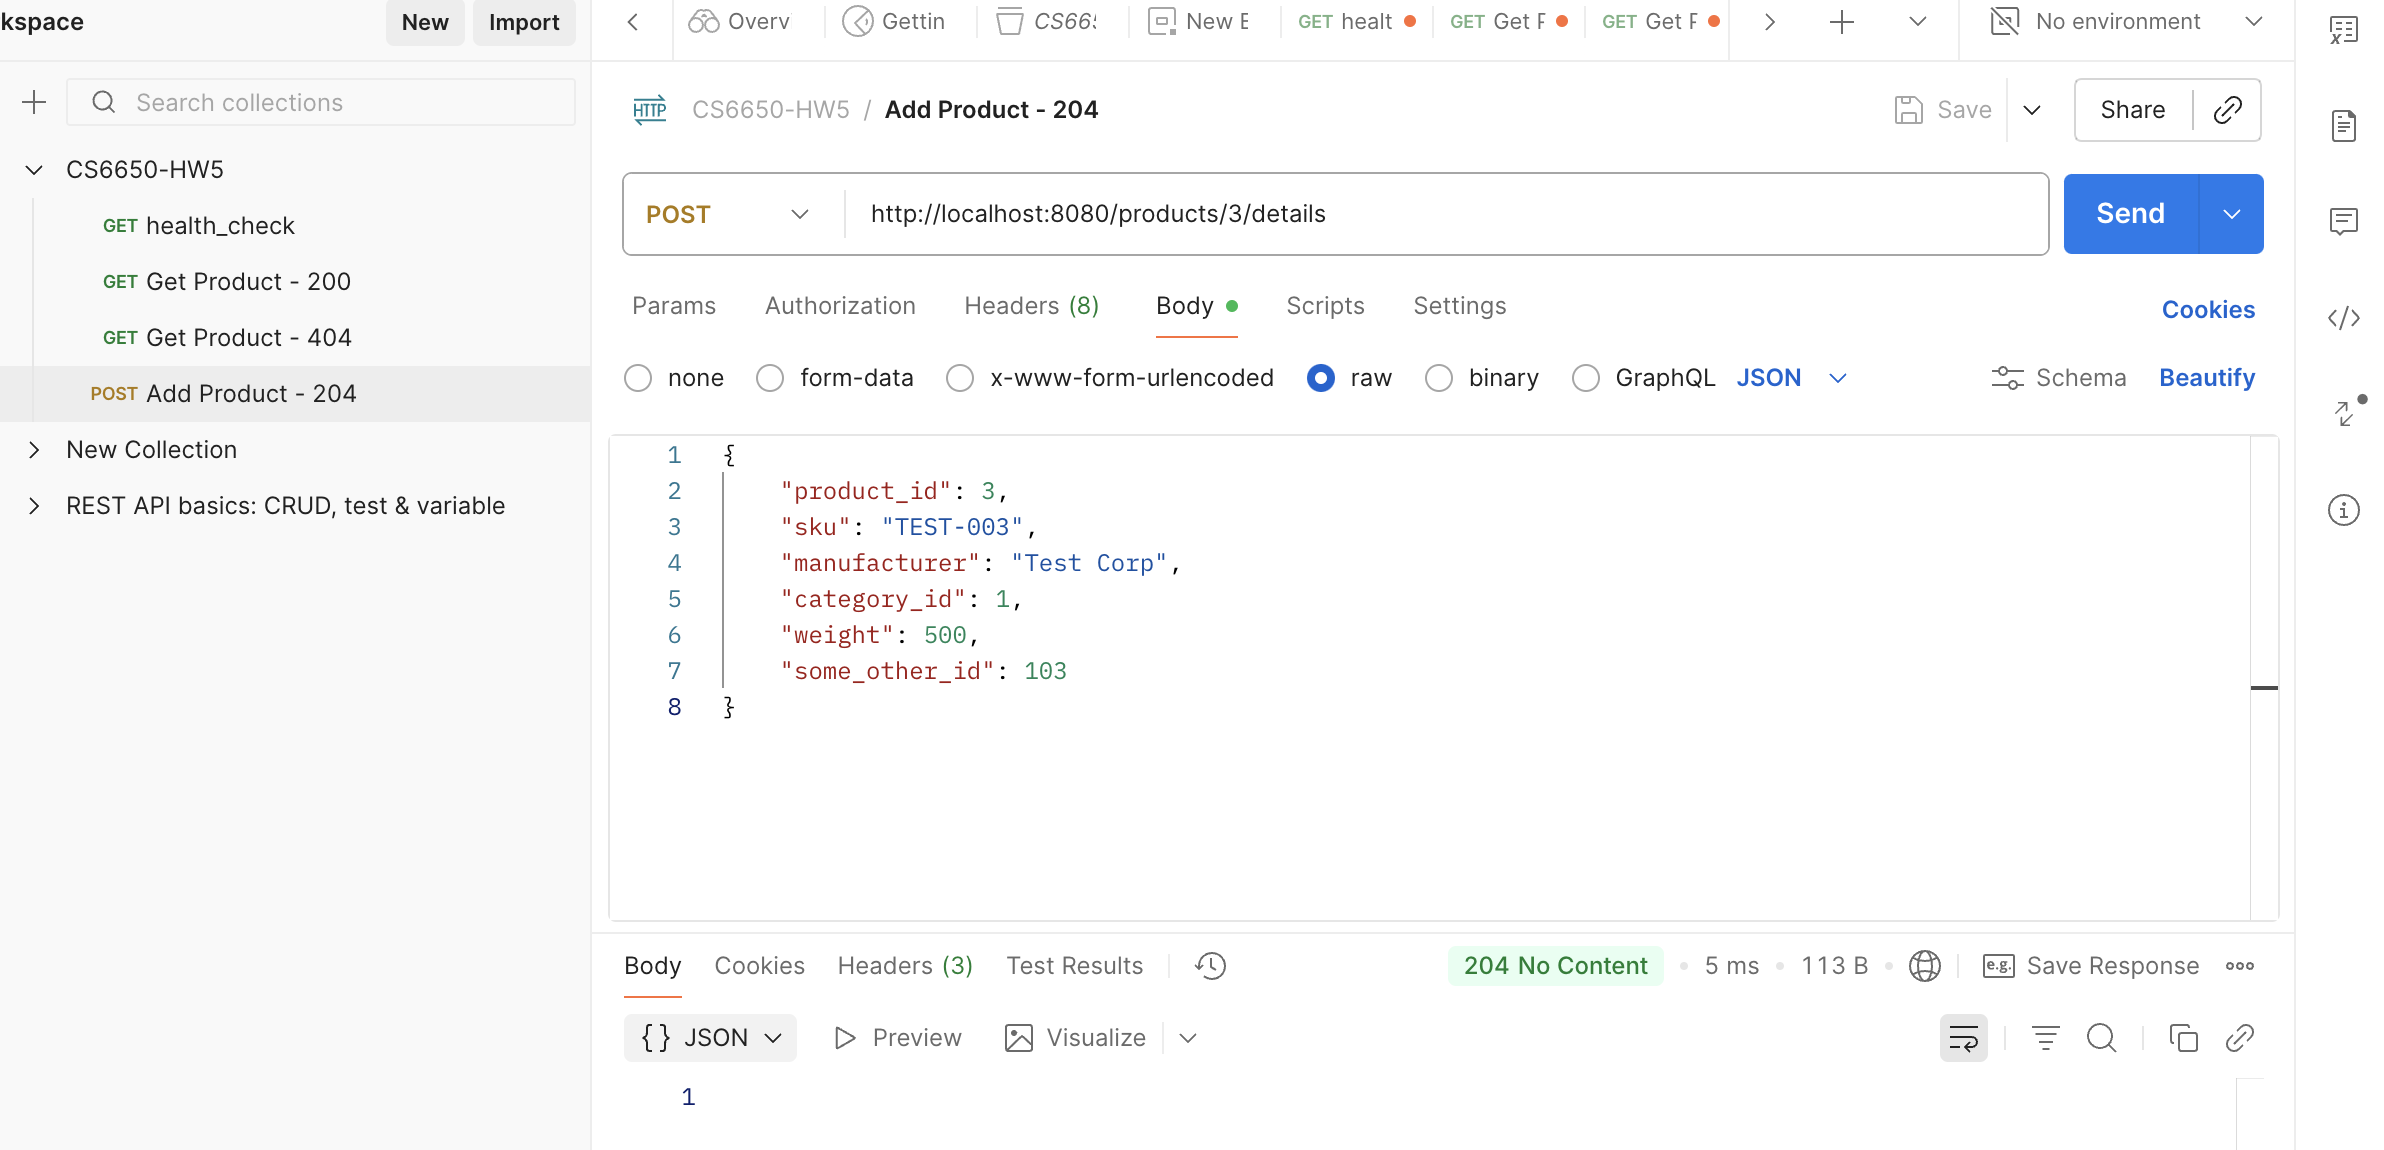 kspace
New
Import
Search collections
CS6650-HW5
GET health_check
GET Get Product - 200
GET Get Product - 404
POST Add Product - 204
New Collection
REST API basics: CRUD, test & variable
Overv
Gettin
CS66
New E
GET healt
GET Get F
GET Get F
No environment
HTTP CS6650-HW5 / Add Product - 204
Save
Share
POST
http://localhost:8080/products/3/details
Send
Params
Authorization
Headers (8)
Body
Scripts
Settings
Cookies
none
form-data
x-www-form-urlencoded
raw
binary
GraphQL
JSON
Schema
Beautify
1 {
2 "product_id": 3,
3 "sku": "TEST-003",
4 "manufacturer": "Test Corp",
5 "category_id": 1,
6 "weight": 500,
7 "some_other_id": 103
8 }
Body
Cookies
Headers (3)
Test Results
204 No Content
5 ms
113 B
e.g. Save Response
{} JSON
Preview
Visualize
1